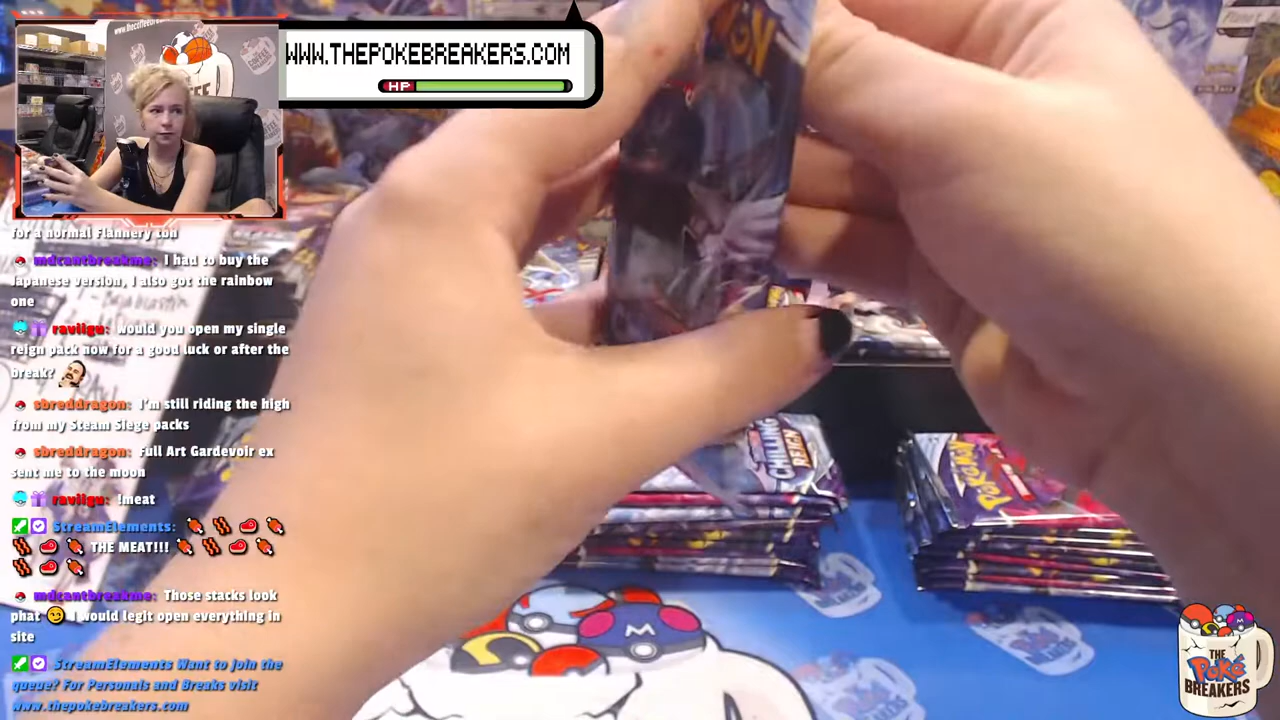 WWW.THEPOKEBREAKERS.COM
HP
for a normal Flannery
mdcantbreakme: I had to buy the
Japanese version, I also got the rainbow
one
raviigu: would you open my single
reign pack now for a good luck or after the
break?
sbreddragon: I'm still riding the high
from my Steam Siege packs
sbreddragon: Full Art Gardevoir ex
sent me to the moon
raviigu: !meat
StreamElements:
THE MEAT!!!
mdcantbreakme: Those stacks look
phat 😏 I would legit open everything in
site
StreamElements Want to join the
queue? For Personals and Breaks visit
www.thepokebreakers.com
CHILLING
REIGN
POKÉMON
THE
Poké
BREAKERS